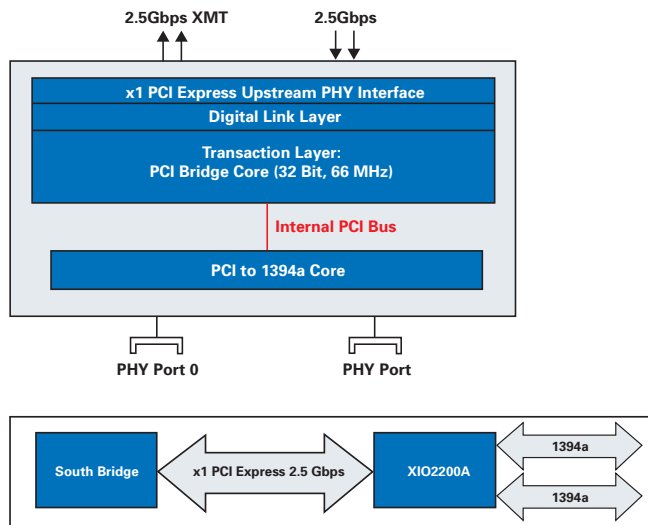 2.5Gbps XMT
2.5Gbps
x1 PCI Express Upstream PHY Interface
Digital Link Layer
Transaction Layer:
PCI Bridge Core (32 Bit, 66 MHz)
Internal PCI Bus
PCI to 1394a Core
PHY Port 0
PHY Port
South Bridge
x1 PCI Express 2.5 Gbps
XIO2200A
1394a
1394a